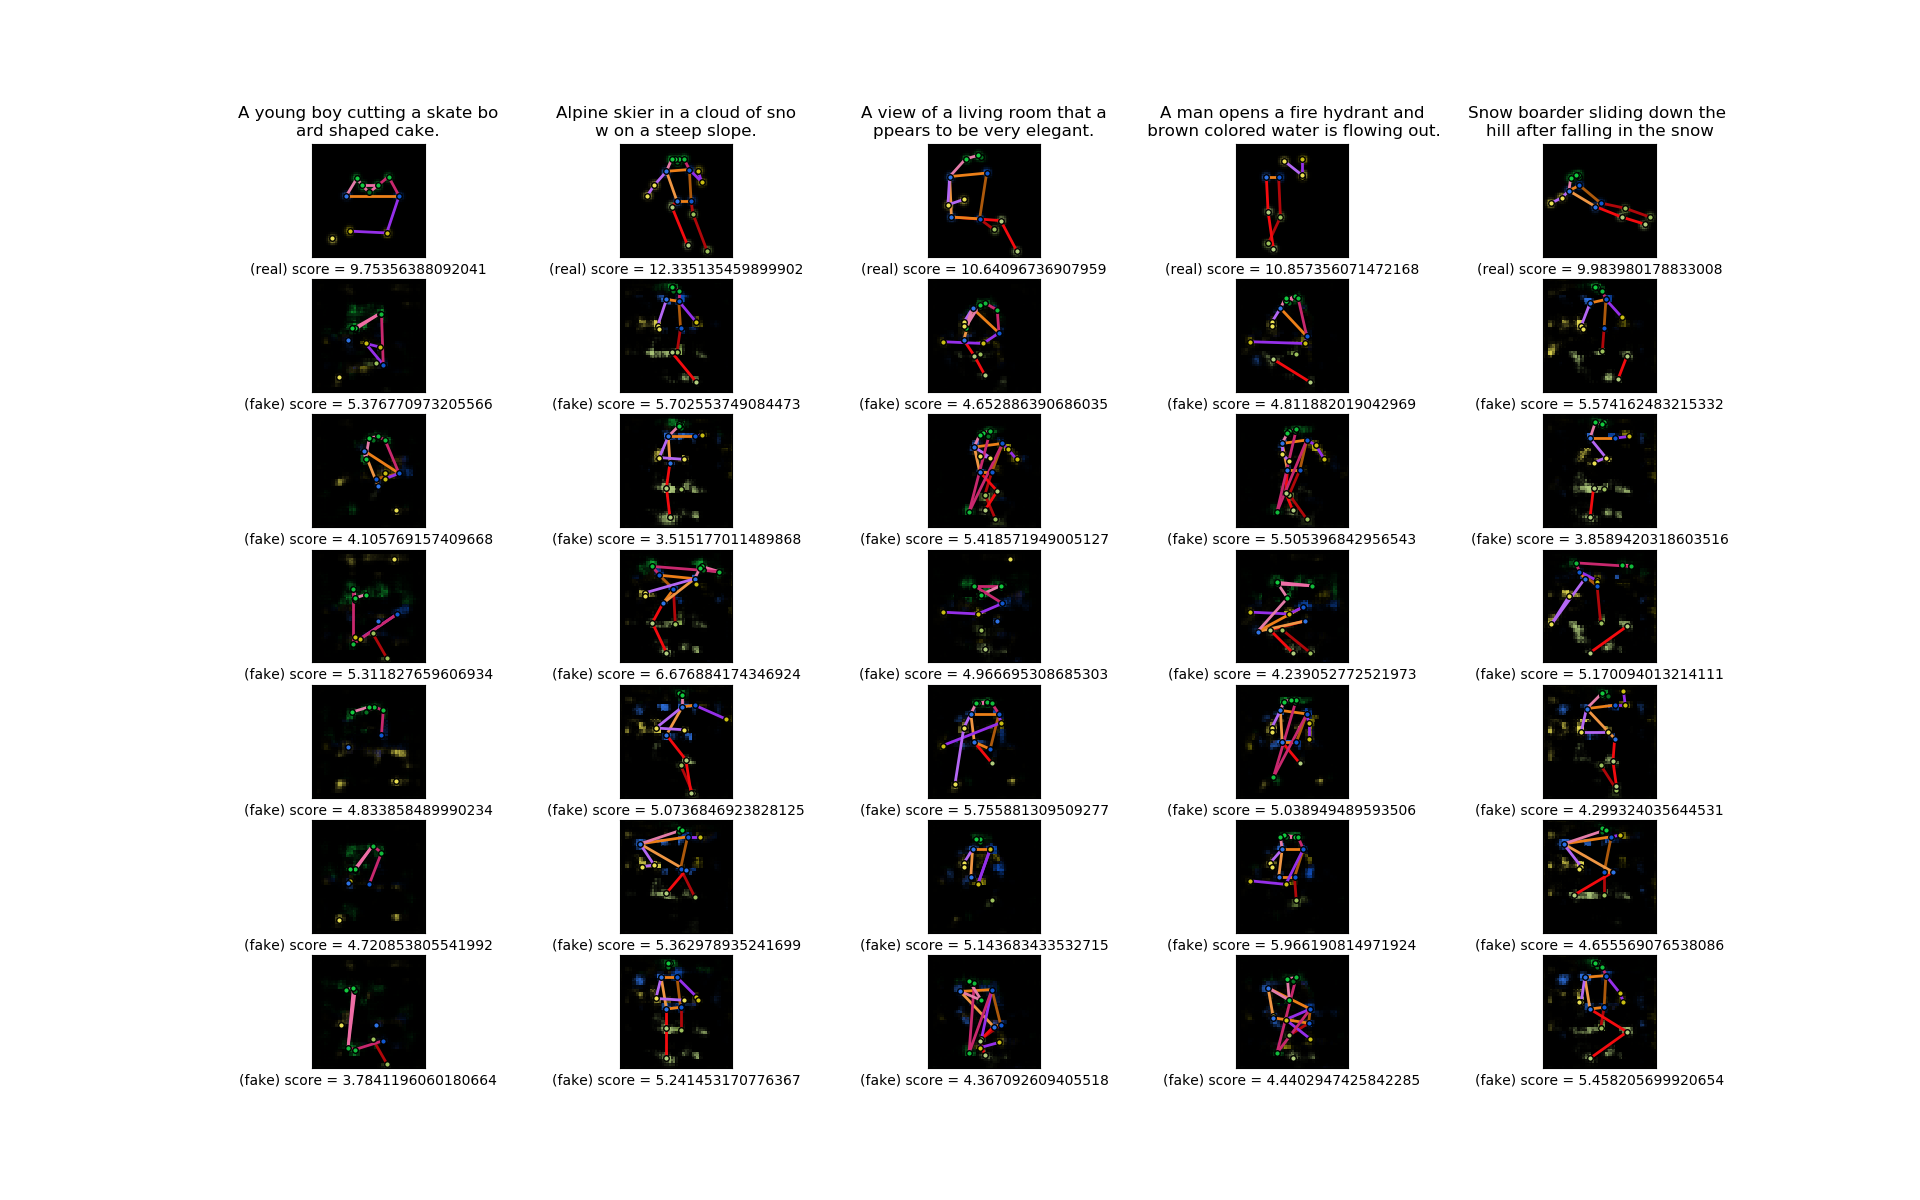 A young boy cutting a skate bo
ard shaped cake.
Alpine skier in a cloud of sno
w on a steep slope.
A view of a living room that a
ppears to be very elegant.
A man opens a fire hydrant and
brown colored water is flowing out.
Snow boarder sliding down the
hill after falling in the snow
(real) score = 9.75356388092041
(real) score = 12.335135459899902
(real) score = 10.64096736907959
(real) score = 10.857356071472168
(real) score = 9.983980178833008
(fake) score = 5.376770973205566
(fake) score = 5.702553749084473
(fake) score = 4.652886390686035
(fake) score = 4.811882019042969
(fake) score = 5.574162483215332
(fake) score = 4.105769157409668
(fake) score = 3.515177011489868
(fake) score = 5.418571949005127
(fake) score = 5.505396842956543
(fake) score = 3.8589420318603516
(fake) score = 5.311827659606934
(fake) score = 6.676884174346924
(fake) score = 4.966695308685303
(fake) score = 4.239052772521973
(fake) score = 5.170094013214111
(fake) score = 4.833858489990234
(fake) score = 5.0736846923828125
(fake) score = 5.755881309509277
(fake) score = 5.038949489593506
(fake) score = 4.299324035644531
(fake) score = 4.720853805541992
(fake) score = 5.362978935241699
(fake) score = 5.143683433532715
(fake) score = 5.966190814971924
(fake) score = 4.655569076538086
(fake) score = 3.7841196060180664
(fake) score = 5.241453170776367
(fake) score = 4.367092609405518
(fake) score = 4.4402947425842285
(fake) score = 5.458205699920654